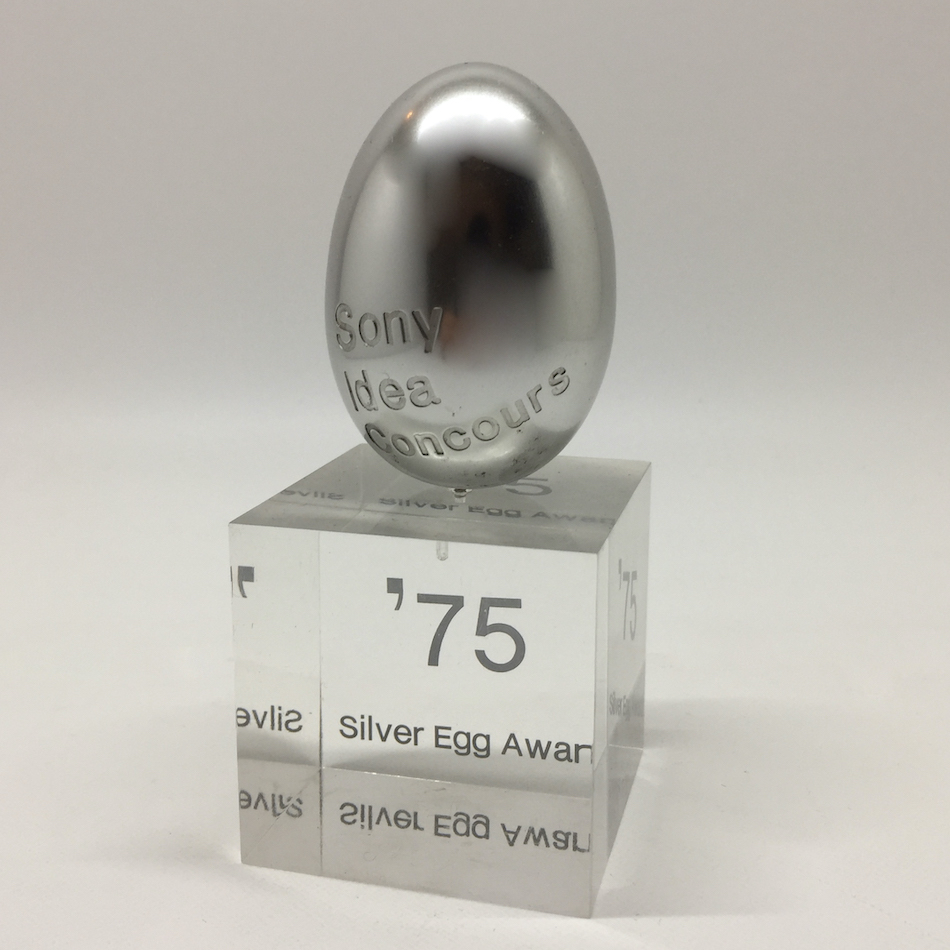 Sony
Idea
Concours
'75
Silver Egg Awar